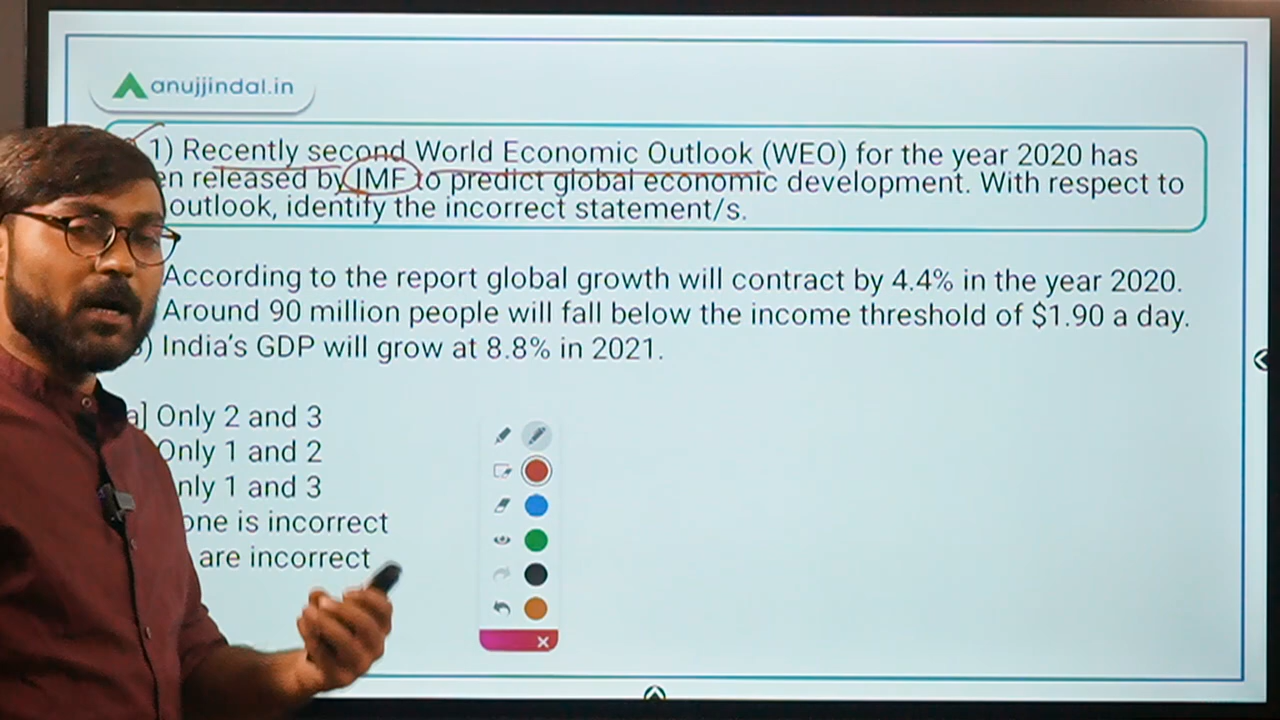 anujjindal.in
1) Recently second World Economic Outlook (WEO) for the year 2020 has
released by IMF to predict global economic development. With respect to
outlook, identify the incorrect statement/s.
According to the report global growth will contract by 4.4% in the year 2020.
Around 90 million people will fall below the income threshold of $1.90 a day.
) India's GDP will grow at 8.8% in 2021.
a] Only 2 and 3
Only 1 and 2
1 and 3
is incorrect
are incorrect